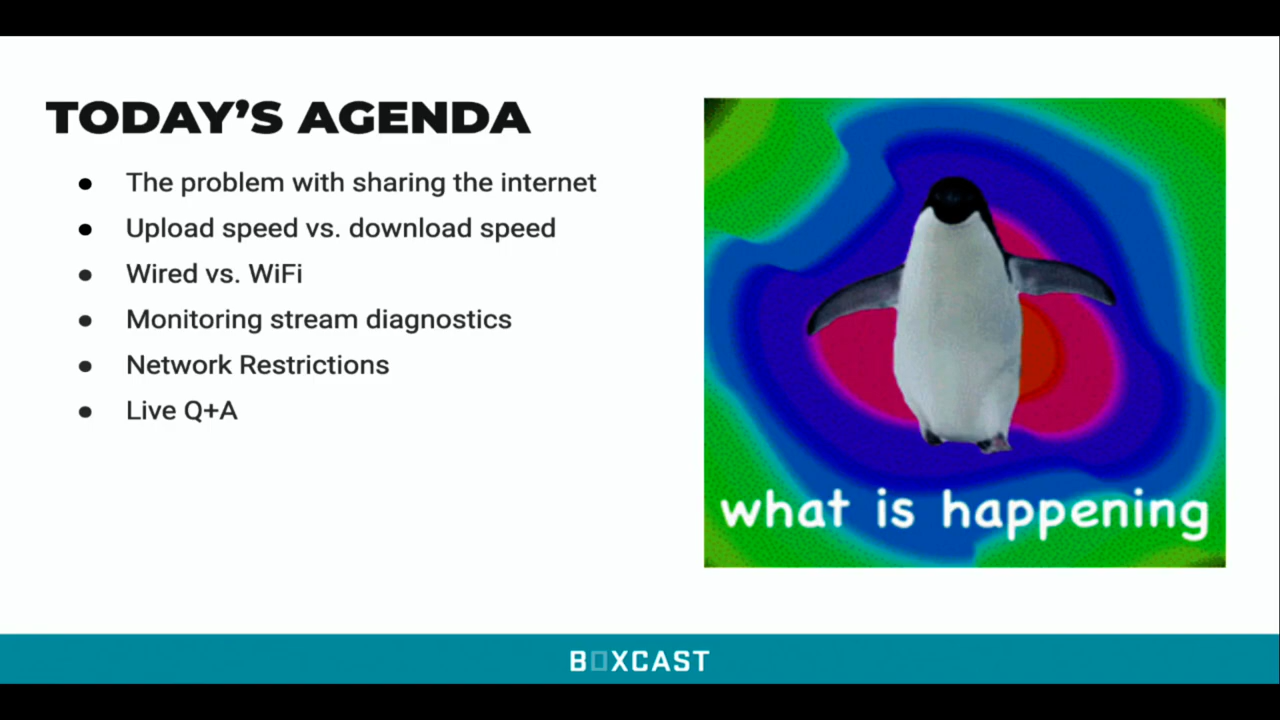 TODAY’S AGENDA
● The problem with sharing the internet
● Upload speed vs. download speed
● Wired vs. WiFi
● Monitoring stream diagnostics
● Network Restrictions
● Live Q+A
what is happening
BOXCAST